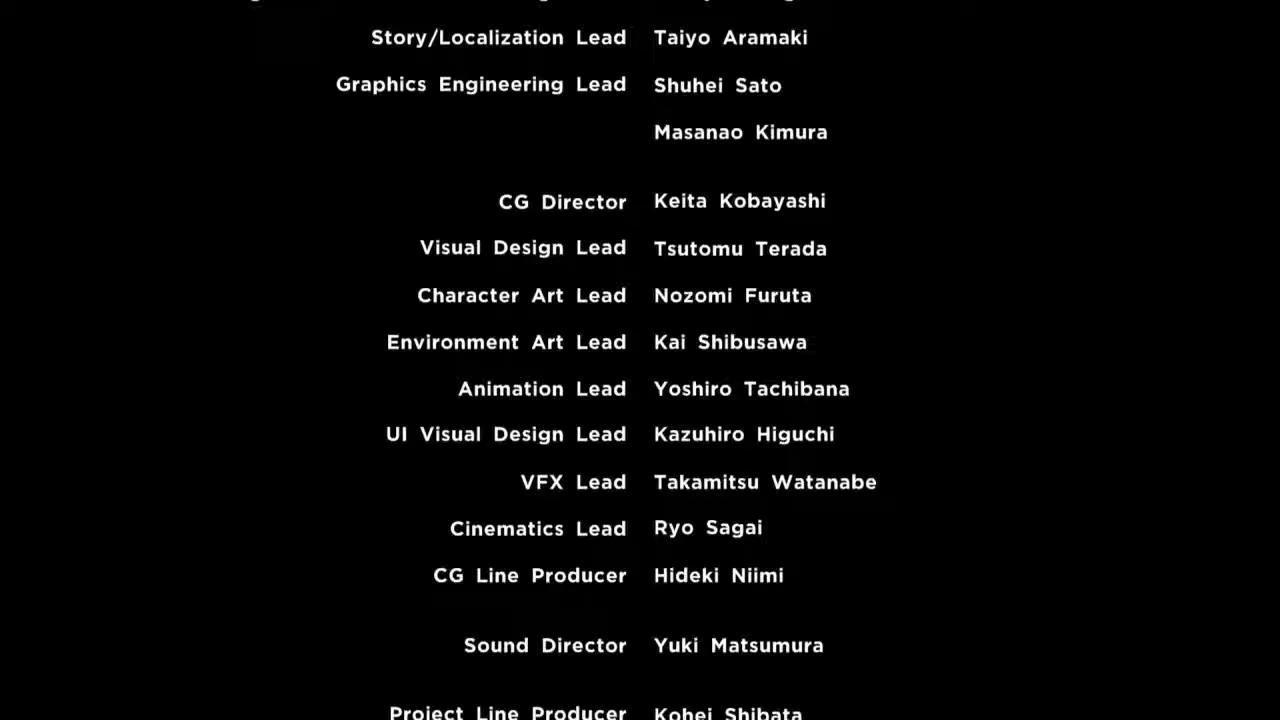 Story/Localization Lead Taiyo Aramaki
Graphics Engineering Lead Shuhei Sato
Masanao Kimura
CG Director Keita Kobayashi
Visual Design Lead Tsutomu Terada
Character Art Lead Nozomi Furuta
Environment Art Lead Kai Shibusawa
Animation Lead Yoshiro Tachibana
UI Visual Design Lead Kazuhiro Higuchi
VFX Lead Takamitsu Watanabe
Cinematics Lead Ryo Sagai
CG Line Producer Hideki Niimi
Sound Director Yuki Matsumura
Project Line Producer Kohei Shibata